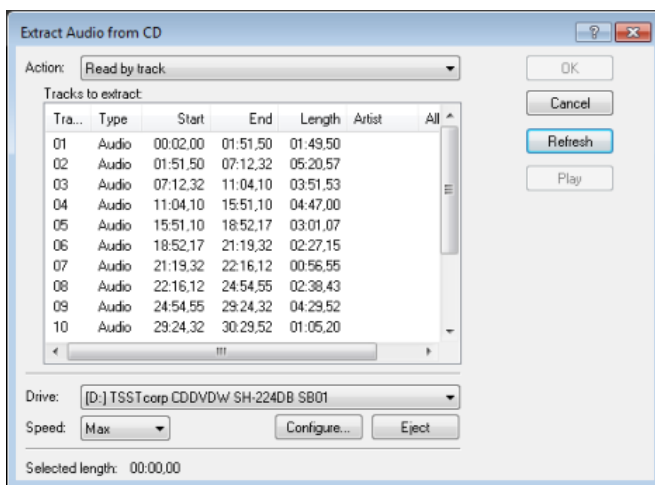 Extract Audio from CD
Action: Read by track OK
Tracks to extract: Cancel
Tra... Type Start End Length Artist Al
01 Audio 00:02,00 01:51,50 01:49,50 Refresh
02 Audio 01:51,50 07:12,32 05:20,57
03 Audio 07:12,32 11:04,10 03:51,53 Play
04 Audio 11:04,10 15:51,10 04:47,00
05 Audio 15:51,10 18:52,17 03:01,07
06 Audio 18:52,17 21:19,32 02:27,15
07 Audio 21:19,32 22:16,12 00:56,55
08 Audio 22:16,12 24:54,55 02:38,43
09 Audio 24:54,55 29:24,32 04:29,52
10 Audio 29:24,32 30:29,52 01:05,20
Drive: [D:] TSSTcorp CDDVDW SH-224DB SB01
Speed: Max Configure... Eject
Selected length: 00:00,00